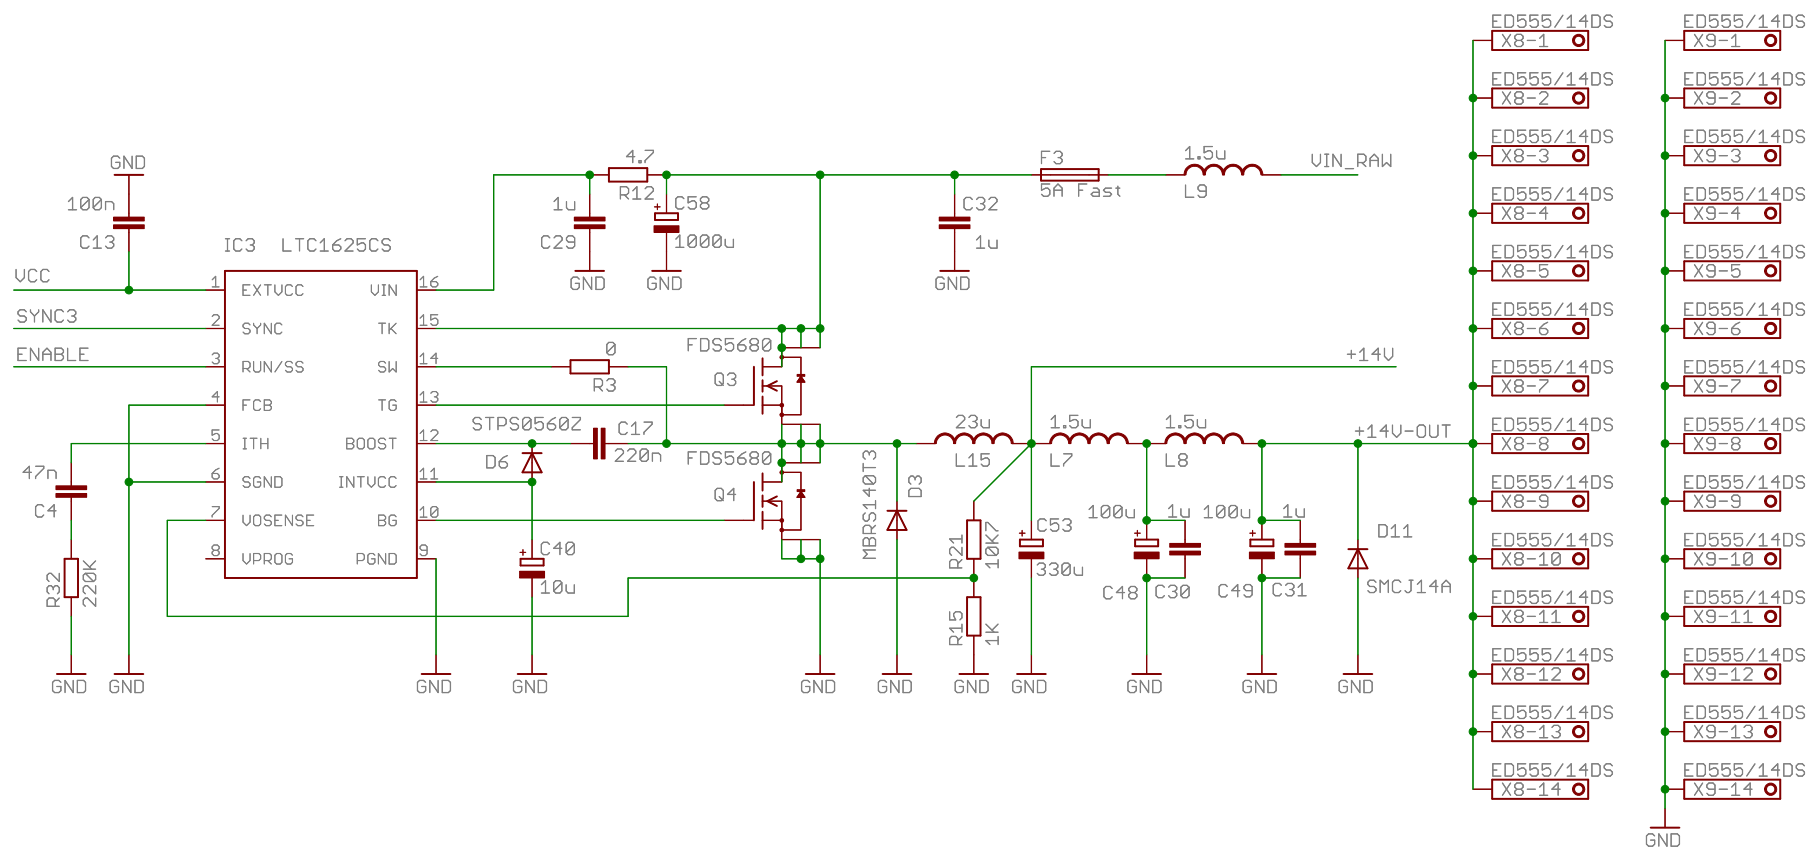 GND
100n
C13
VCC
SYNC3
ENABLE
47n
C4
R32
220K
GND
GND
IC3 LTC1625CS
1 EXTVCC VIN 16
2 SYNC TK 15
3 RUN/SS SW 14
4 FCB TG 13
5 ITH BOOST 12
6 SGND INTVCC 11
7 VOSENSE BG 10
8 VPROG PGND 9
GND
4.7
R12
1u
C29
GND
+
C58
1000u
GND
0
R3
STPS0560Z
D6
C17
220n
+
C40
10u
GND
FDS5680
Q3
FDS5680
Q4
GND
MBRS140T3
D3
GND
C32
1u
GND
F3
5A Fast
1.5u
L9
VIN_RAW
+14V
23u
L15
1.5u
L7
1.5u
L8
+14V-OUT
R21
10K7
R15
1K
GND
+
C53
330u
GND
100u
+
C48
1u
C30
GND
100u
+
C49
1u
C31
GND
D11
SMCJ14A
GND
ED555/14DS
X8-1
ED555/14DS
X8-2
ED555/14DS
X8-3
ED555/14DS
X8-4
ED555/14DS
X8-5
ED555/14DS
X8-6
ED555/14DS
X8-7
ED555/14DS
X8-8
ED555/14DS
X8-9
ED555/14DS
X8-10
ED555/14DS
X8-11
ED555/14DS
X8-12
ED555/14DS
X8-13
ED555/14DS
X8-14
ED555/14DS
X9-1
ED555/14DS
X9-2
ED555/14DS
X9-3
ED555/14DS
X9-4
ED555/14DS
X9-5
ED555/14DS
X9-6
ED555/14DS
X9-7
ED555/14DS
X9-8
ED555/14DS
X9-9
ED555/14DS
X9-10
ED555/14DS
X9-11
ED555/14DS
X9-12
ED555/14DS
X9-13
ED555/14DS
X9-14
GND